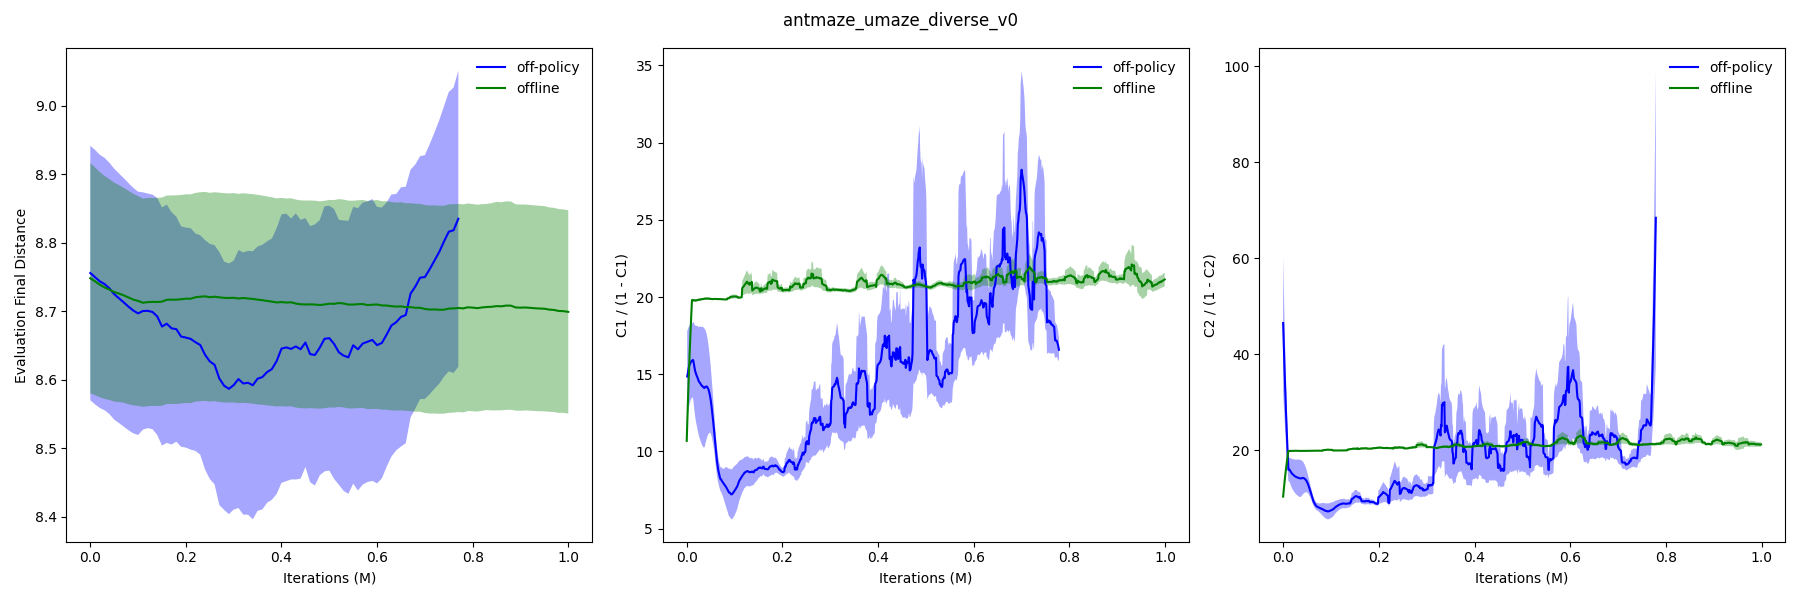 antmaze_umaze_diverse_v0
Evaluation Final Distance
9.0
8.9
8.8
8.7
8.6
8.5
8.4
0.0 0.2 0.4 0.6 0.8 1.0
Iterations (M)
off-policy
offline
C1 / (1 - C1)
35
30
25
20
15
10
5
0.0 0.2 0.4 0.6 0.8 1.0
Iterations (M)
off-policy
offline
C2 / (1 - C2)
100
80
60
40
20
0.0 0.2 0.4 0.6 0.8 1.0
Iterations (M)
off-policy
offline